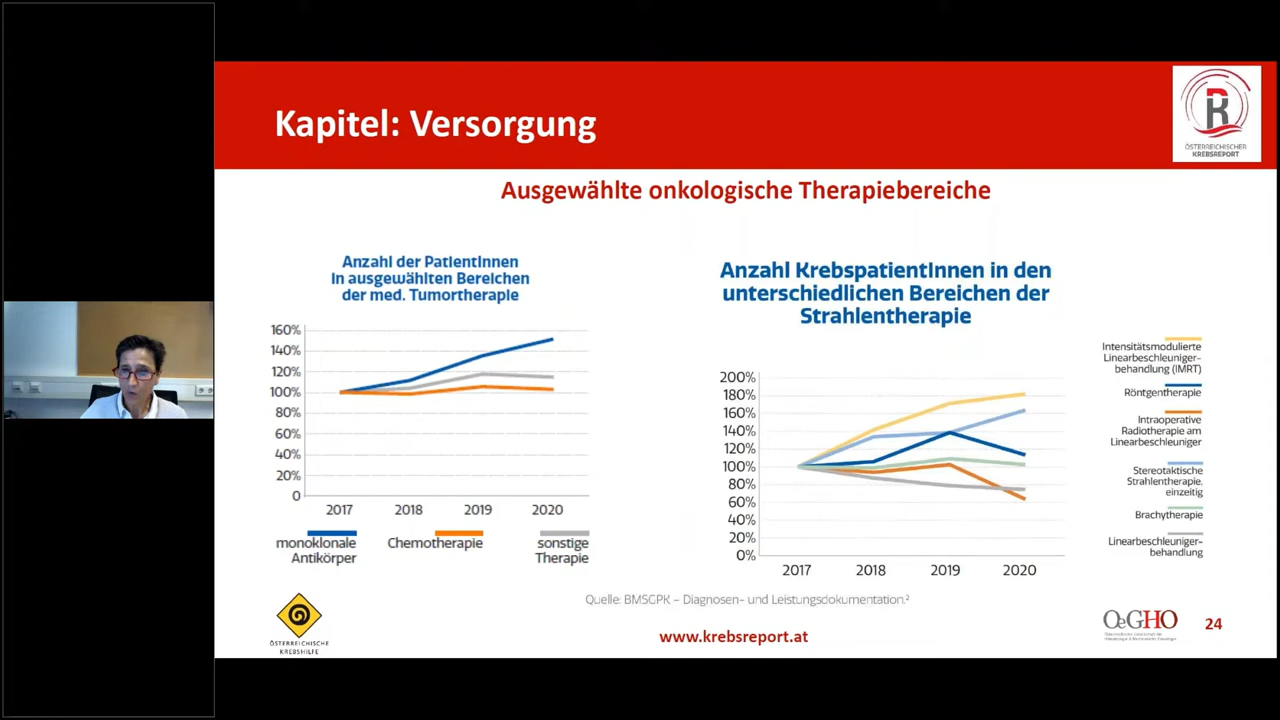 Kapitel: Versorgung
ÖSTERREICHISCHER
KREBSREPORT
Ausgewählte onkologische Therapiebereiche
Anzahl der PatientInnen
in ausgewählten Bereichen
der med. Tumortherapie
160%
140%
120%
100%
80%
60%
40%
20%
0
2017
2018
2019
2020
monoklonale
Antikörper
Chemotherapie
sonstige
Therapie
Anzahl KrebspatientInnen in den
unterschiedlichen Bereichen der
Strahlentherapie
200%
180%
160%
140%
120%
100%
80%
60%
40%
20%
0%
2017
2018
2019
2020
Intensitätsmodulierte
Linearbeschleuniger-
behandlung (IMRT)
Röntgentherapie
Intraoperative
Radiotherapie am
Linearbeschleuniger
Stereotaktische
Strahlentherapie,
einzeitig
Brachytherapie
Linearbeschleuniger-
behandlung
Quelle: BMSGPK – Diagnosen- und Leistungsdokumentation.²
ÖSTERREICHISCHE
KREBSHILFE
www.krebsreport.at
OeGHO
24